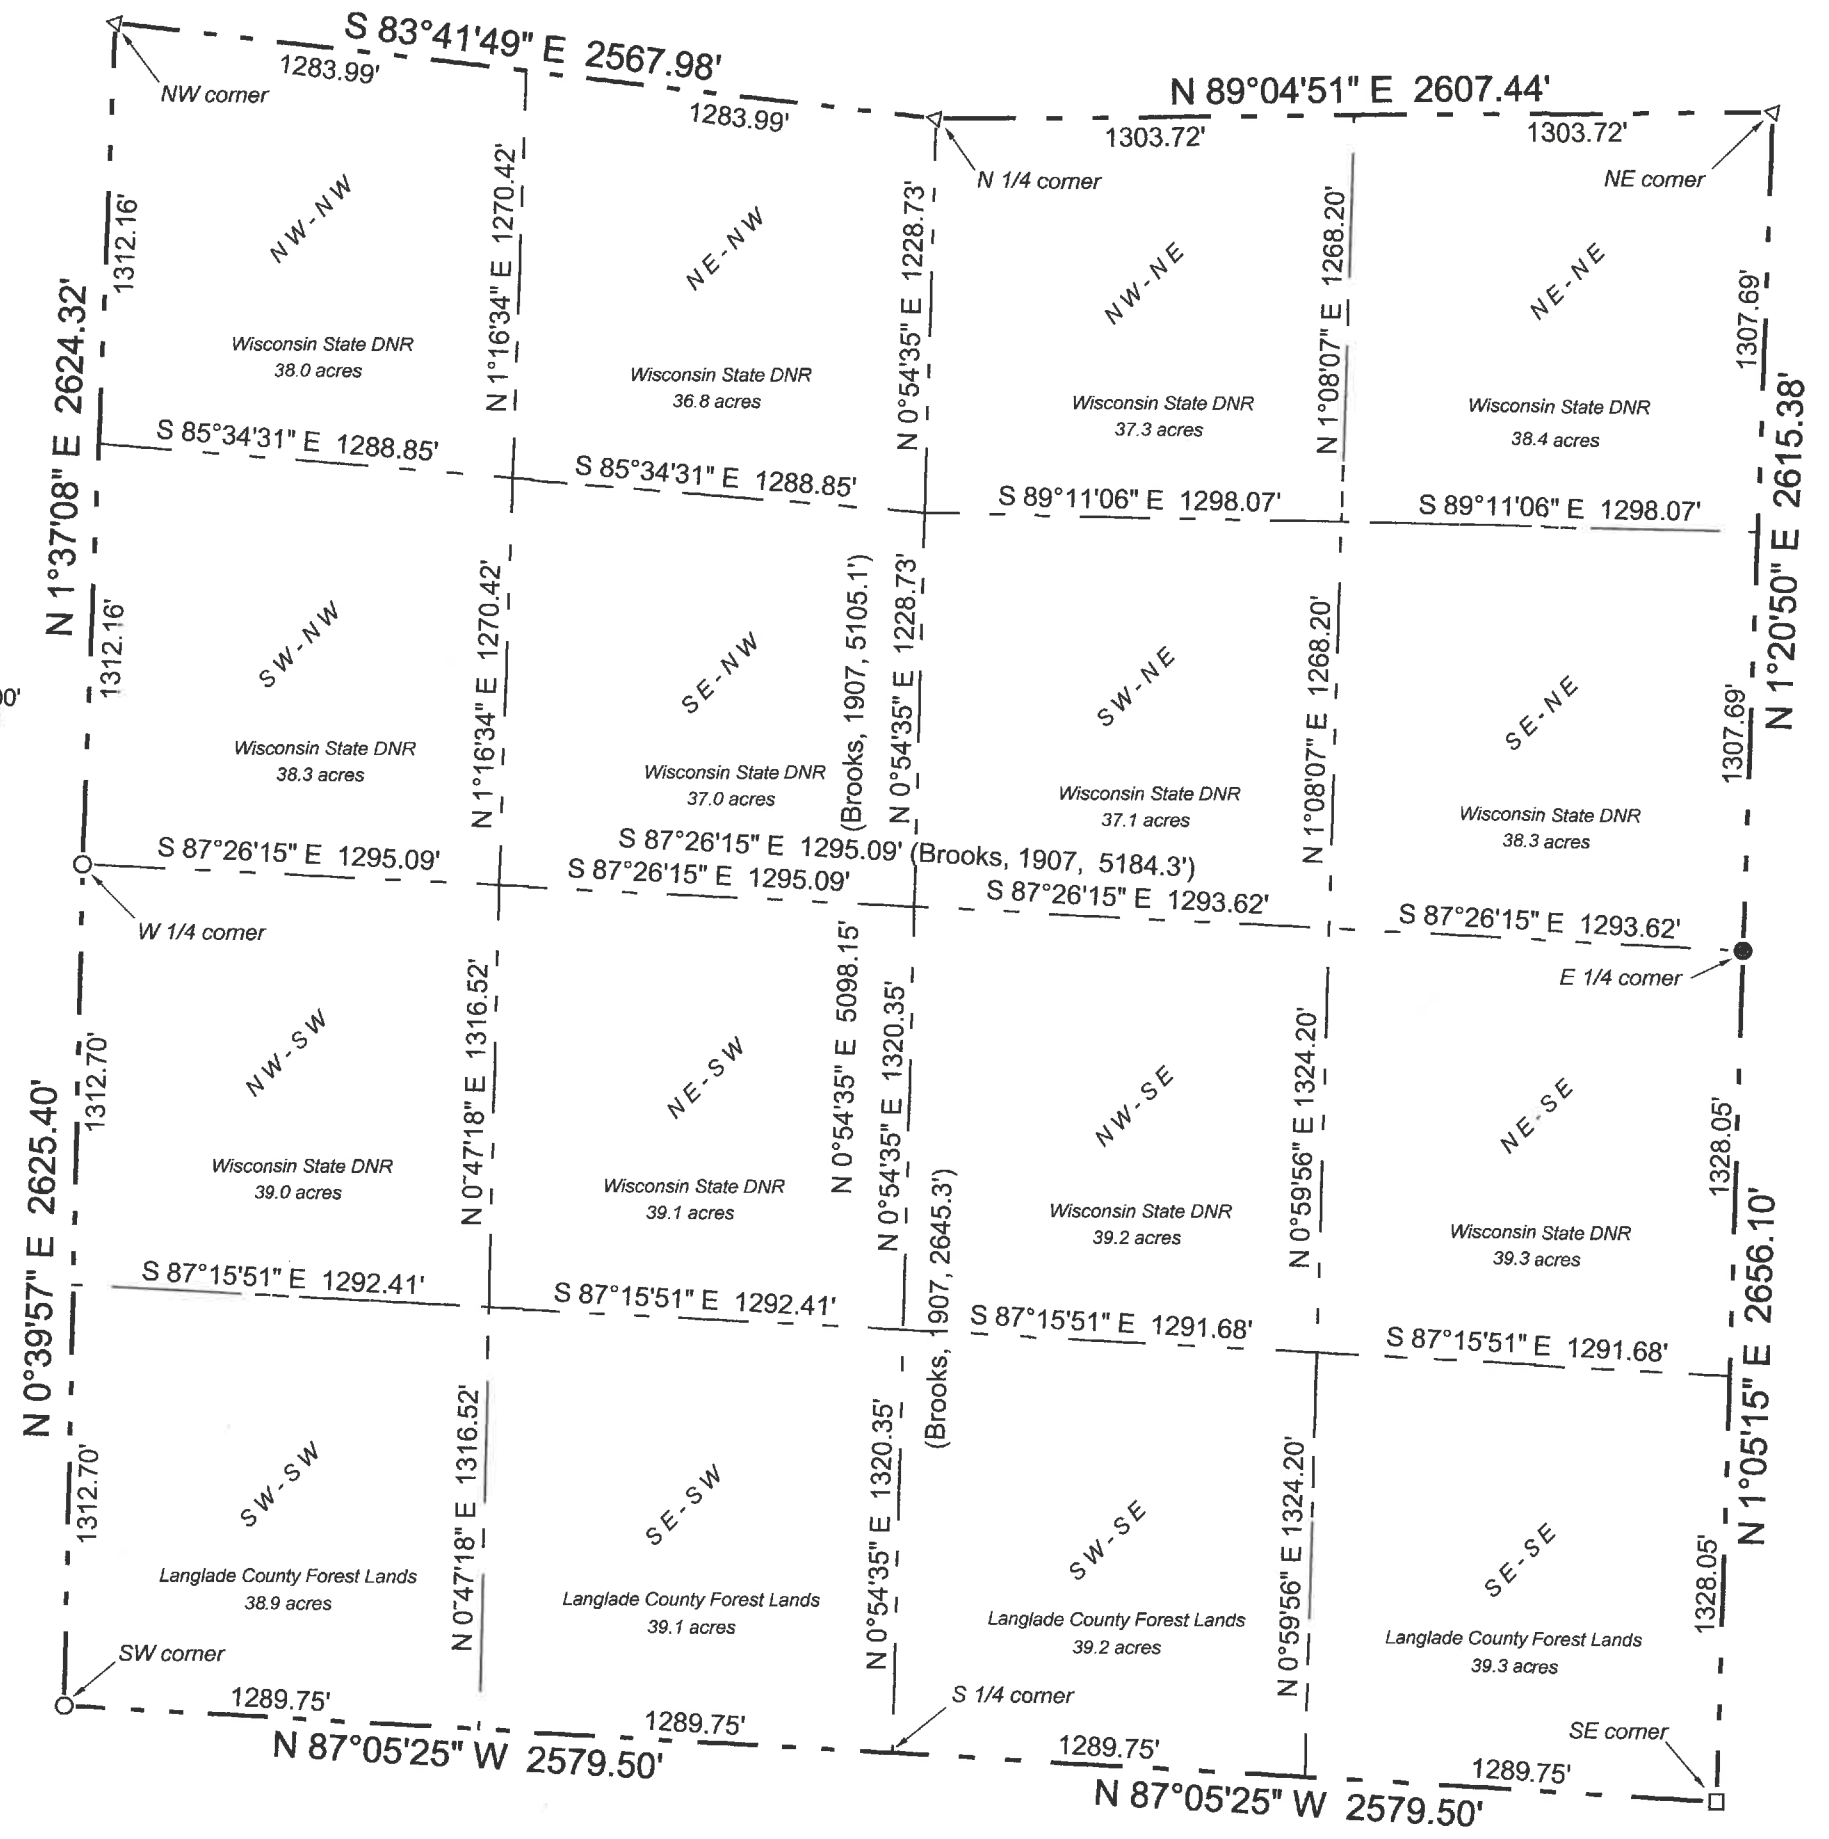 S 83°41'49" E 2567.98'
1283.99'
1283.99'
NW corner
N 89°04'51" E 2607.44'
1303.72'
1303.72'
N 1/4 corner
NE corner
1312.16'
N 1°16'34" E 1270.42'
N 0°54'35" E 1228.73'
N 1°08'07" E 1268.20'
1307.69'
NW-NW
NE-NW
NW-NE
NE-NE
Wisconsin State DNR
38.0 acres
Wisconsin State DNR
36.8 acres
Wisconsin State DNR
37.3 acres
Wisconsin State DNR
38.4 acres
N 1°37'08" E 2624.32'
N 1°20'50" E 2615.38'
S 85°34'31" E 1288.85'
S 85°34'31" E 1288.85'
S 89°11'06" E 1298.07'
S 89°11'06" E 1298.07'
1312.16'
N 1°16'34" E 1270.42'
(Brooks, 1907, 5105.1')
N 0°54'35" E 1228.73'
N 1°08'07" E 1268.20'
1307.69'
00'
SW-NW
SE-NW
SW-NE
SE-NE
Wisconsin State DNR
38.3 acres
Wisconsin State DNR
37.0 acres
Wisconsin State DNR
37.1 acres
Wisconsin State DNR
38.3 acres
S 87°26'15" E 1295.09'
S 87°26'15" E 1295.09' (Brooks, 1907, 5184.3')
S 87°26'15" E 1295.09'
S 87°26'15" E 1293.62'
S 87°26'15" E 1293.62'
W 1/4 corner
E 1/4 corner
1312.70'
N 0°47'18" E 1316.52'
N 0°54'35" E 5098.15'
N 0°54'35" E 1320.35'
N 0°59'56" E 1324.20'
1328.05'
NW-SW
NE-SW
NW-SE
NE-SE
Wisconsin State DNR
39.0 acres
Wisconsin State DNR
39.1 acres
Wisconsin State DNR
39.2 acres
Wisconsin State DNR
39.3 acres
N 0°39'57" E 2625.40'
(Brooks, 1907, 2645.3')
N 1°05'15" E 2656.10'
S 87°15'51" E 1292.41'
S 87°15'51" E 1292.41'
S 87°15'51" E 1291.68'
S 87°15'51" E 1291.68'
1312.70'
N 0°47'18" E 1316.52'
N 0°54'35" E 1320.35'
N 0°59'56" E 1324.20'
1328.05'
SW-SW
SE-SW
SW-SE
SE-SE
Langlade County Forest Lands
38.9 acres
Langlade County Forest Lands
39.1 acres
Langlade County Forest Lands
39.2 acres
Langlade County Forest Lands
39.3 acres
SW corner
S 1/4 corner
SE corner
1289.75'
1289.75'
1289.75'
1289.75'
N 87°05'25" W 2579.50'
N 87°05'25" W 2579.50'